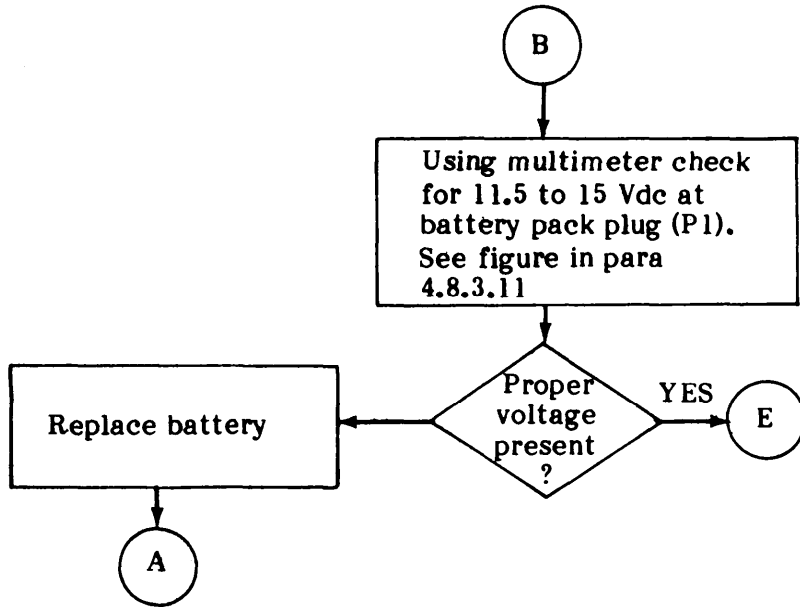 B
Using multimeter check
for 11.5 to 15 Vdc at
battery pack plug (P1).
See figure in para
4.8.3.11
Proper
voltage
present
?
YES
E
Replace battery
A